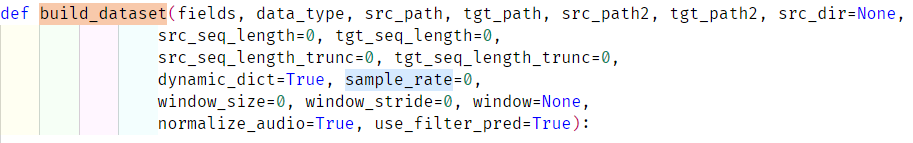 def build_dataset(fields, data_type, src_path, tgt_path, src_path2, tgt_path2, src_dir=None,
src_seq_length=0, tgt_seq_length=0,
src_seq_length_trunc=0, tgt_seq_length_trunc=0,
dynamic_dict=True, sample_rate=0,
window_size=0, window_stride=0, window=None,
normalize_audio=True, use_filter_pred=True):